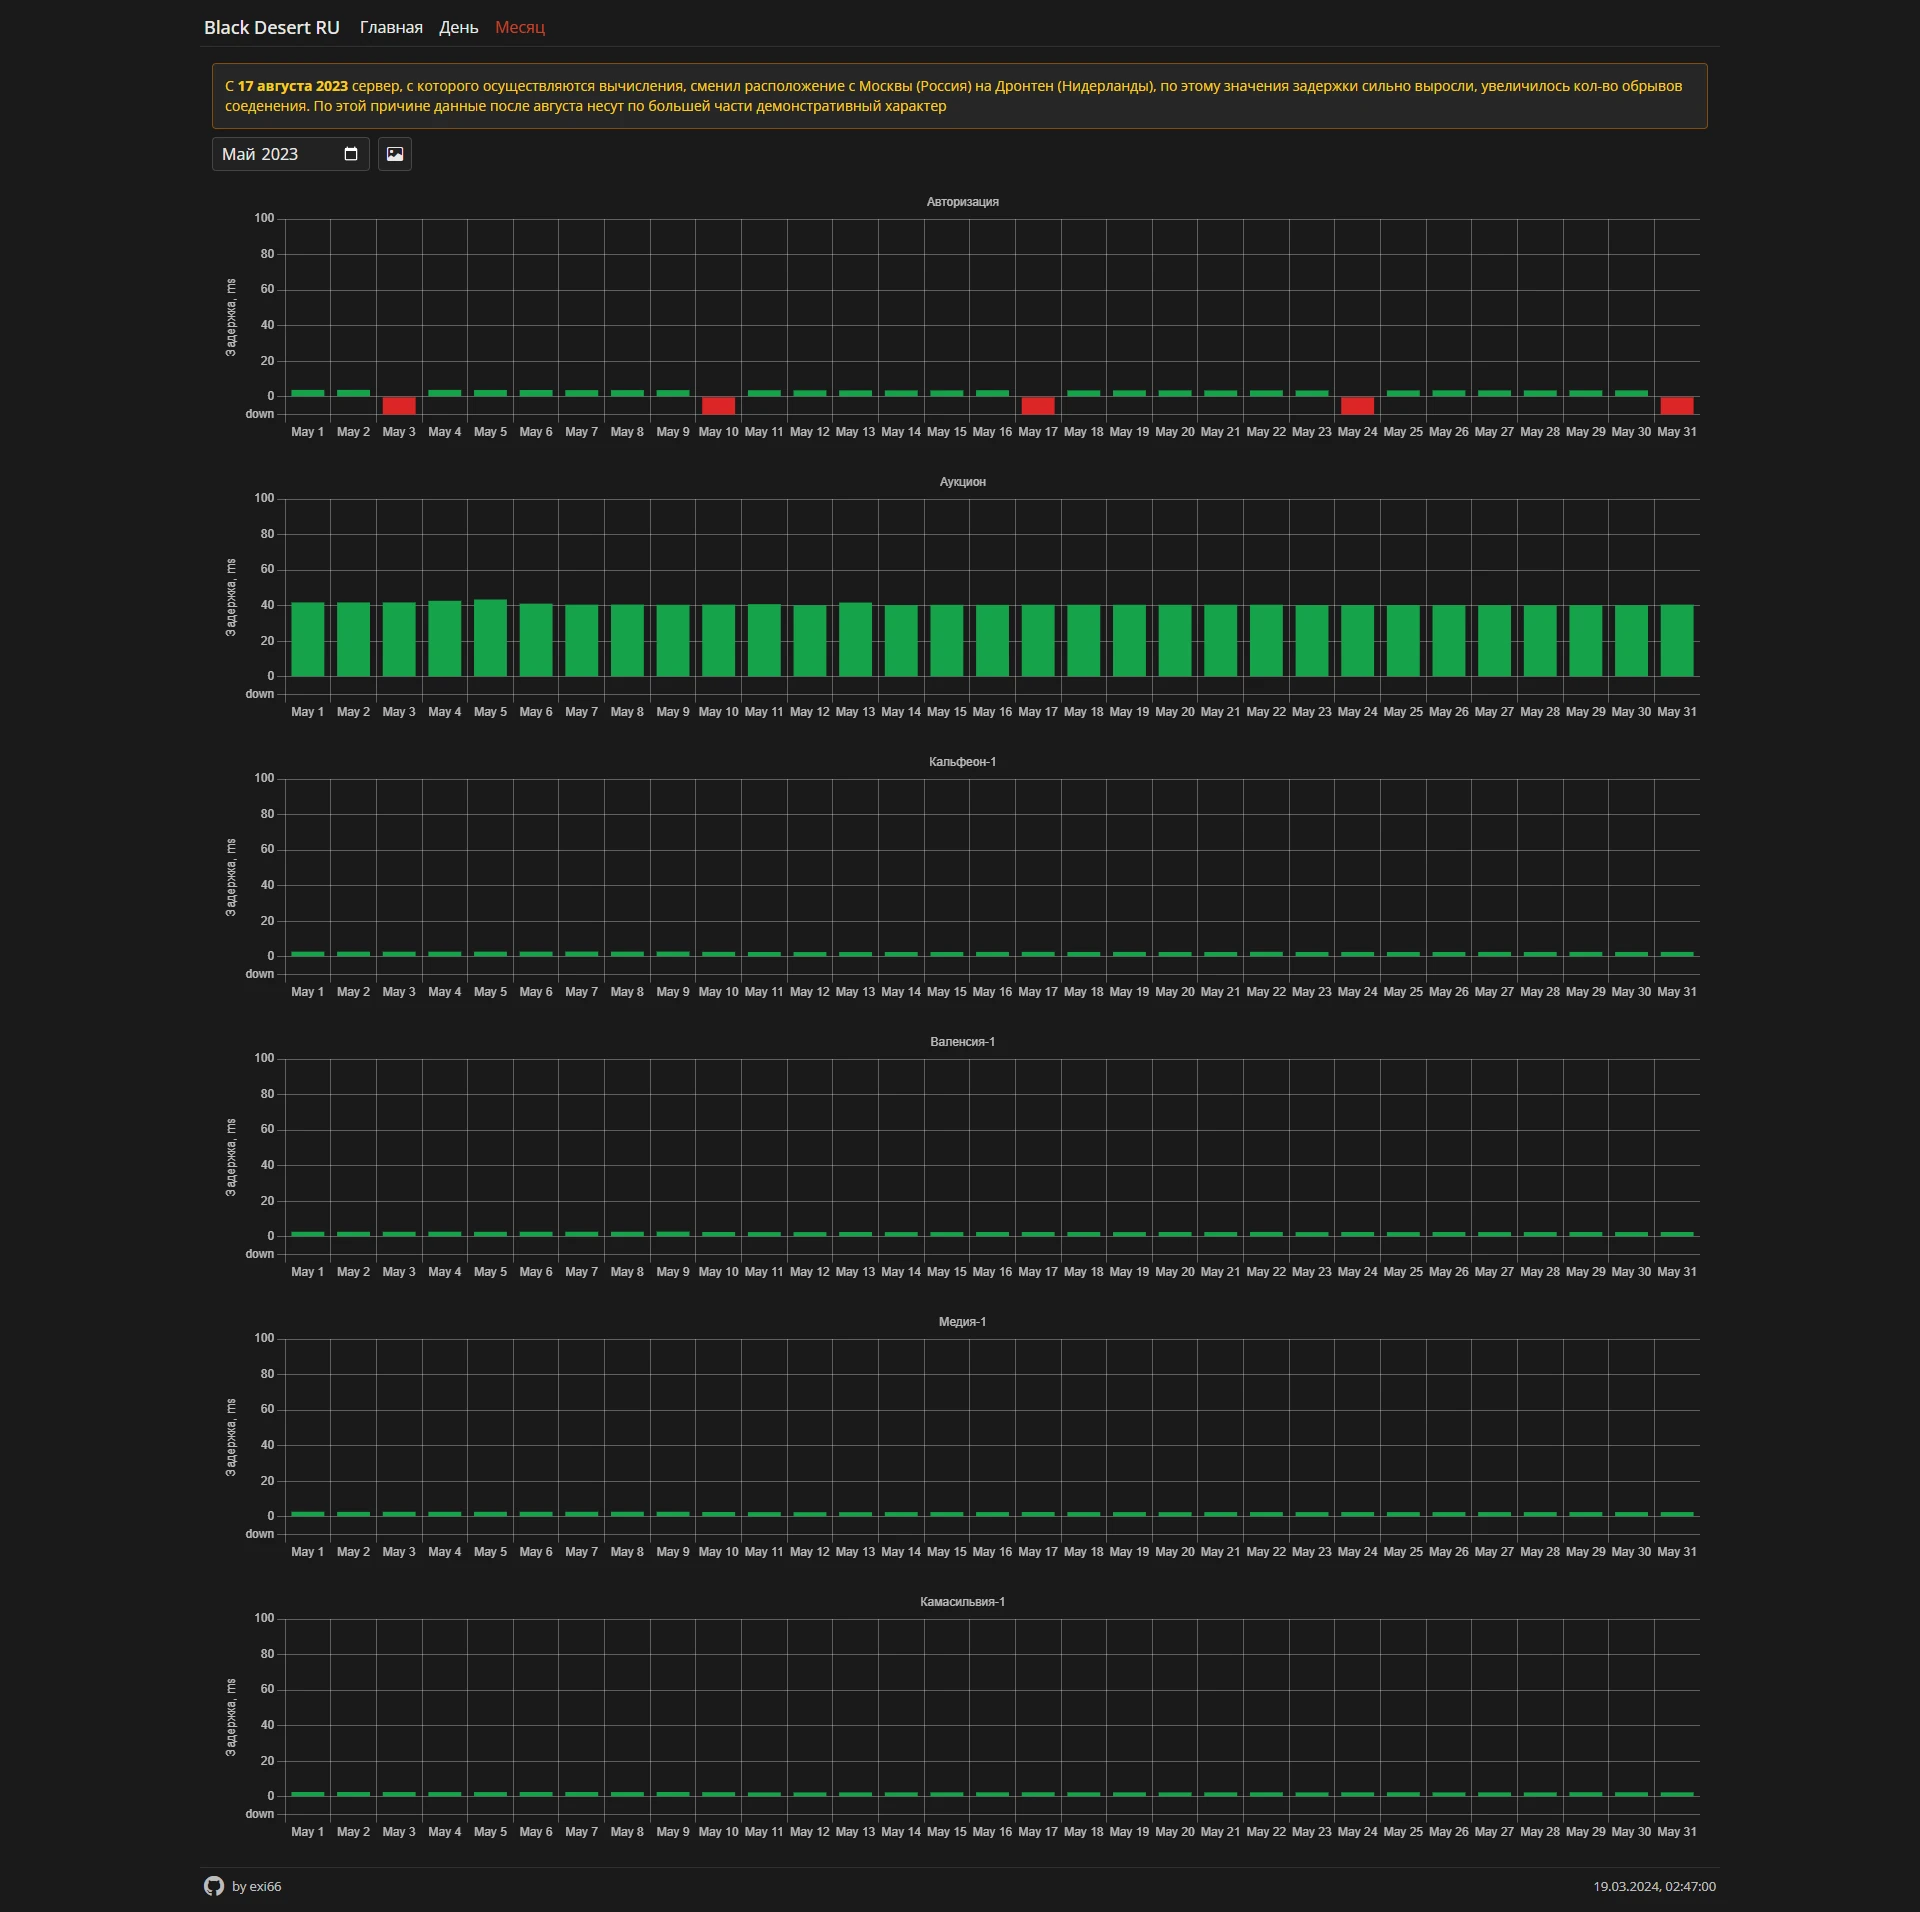 Black Desert RU Главная День Месяц
С 17 августа 2023 сервер, с которого осуществляются вычисления, сменил расположение с Москвы (Россия) на Дронтен (Нидерланды), по этому значения задержки сильно выросли, увеличилось кол-во обрывов
соеденения. По этой причине данные после августа несут по большей части демонстративный характер
Май 2023
Авторизация
100
80
60
40
20
0
down
Задержка, ms
May 1 May 2 May 3 May 4 May 5 May 6 May 7 May 8 May 9 May 10 May 11 May 12 May 13 May 14 May 15 May 16 May 17 May 18 May 19 May 20 May 21 May 22 May 23 May 24 May 25 May 26 May 27 May 28 May 29 May 30 May 31
Аукцион
100
80
60
40
20
0
down
Задержка, ms
May 1 May 2 May 3 May 4 May 5 May 6 May 7 May 8 May 9 May 10 May 11 May 12 May 13 May 14 May 15 May 16 May 17 May 18 May 19 May 20 May 21 May 22 May 23 May 24 May 25 May 26 May 27 May 28 May 29 May 30 May 31
Кальфеон-1
100
80
60
40
20
0
down
Задержка, ms
May 1 May 2 May 3 May 4 May 5 May 6 May 7 May 8 May 9 May 10 May 11 May 12 May 13 May 14 May 15 May 16 May 17 May 18 May 19 May 20 May 21 May 22 May 23 May 24 May 25 May 26 May 27 May 28 May 29 May 30 May 31
Валенсия-1
100
80
60
40
20
0
down
Задержка, ms
May 1 May 2 May 3 May 4 May 5 May 6 May 7 May 8 May 9 May 10 May 11 May 12 May 13 May 14 May 15 May 16 May 17 May 18 May 19 May 20 May 21 May 22 May 23 May 24 May 25 May 26 May 27 May 28 May 29 May 30 May 31
Медия-1
100
80
60
40
20
0
down
Задержка, ms
May 1 May 2 May 3 May 4 May 5 May 6 May 7 May 8 May 9 May 10 May 11 May 12 May 13 May 14 May 15 May 16 May 17 May 18 May 19 May 20 May 21 May 22 May 23 May 24 May 25 May 26 May 27 May 28 May 29 May 30 May 31
Камасильвия-1
100
80
60
40
20
0
down
Задержка, ms
May 1 May 2 May 3 May 4 May 5 May 6 May 7 May 8 May 9 May 10 May 11 May 12 May 13 May 14 May 15 May 16 May 17 May 18 May 19 May 20 May 21 May 22 May 23 May 24 May 25 May 26 May 27 May 28 May 29 May 30 May 31
by exi66
19.03.2024, 02:47:00